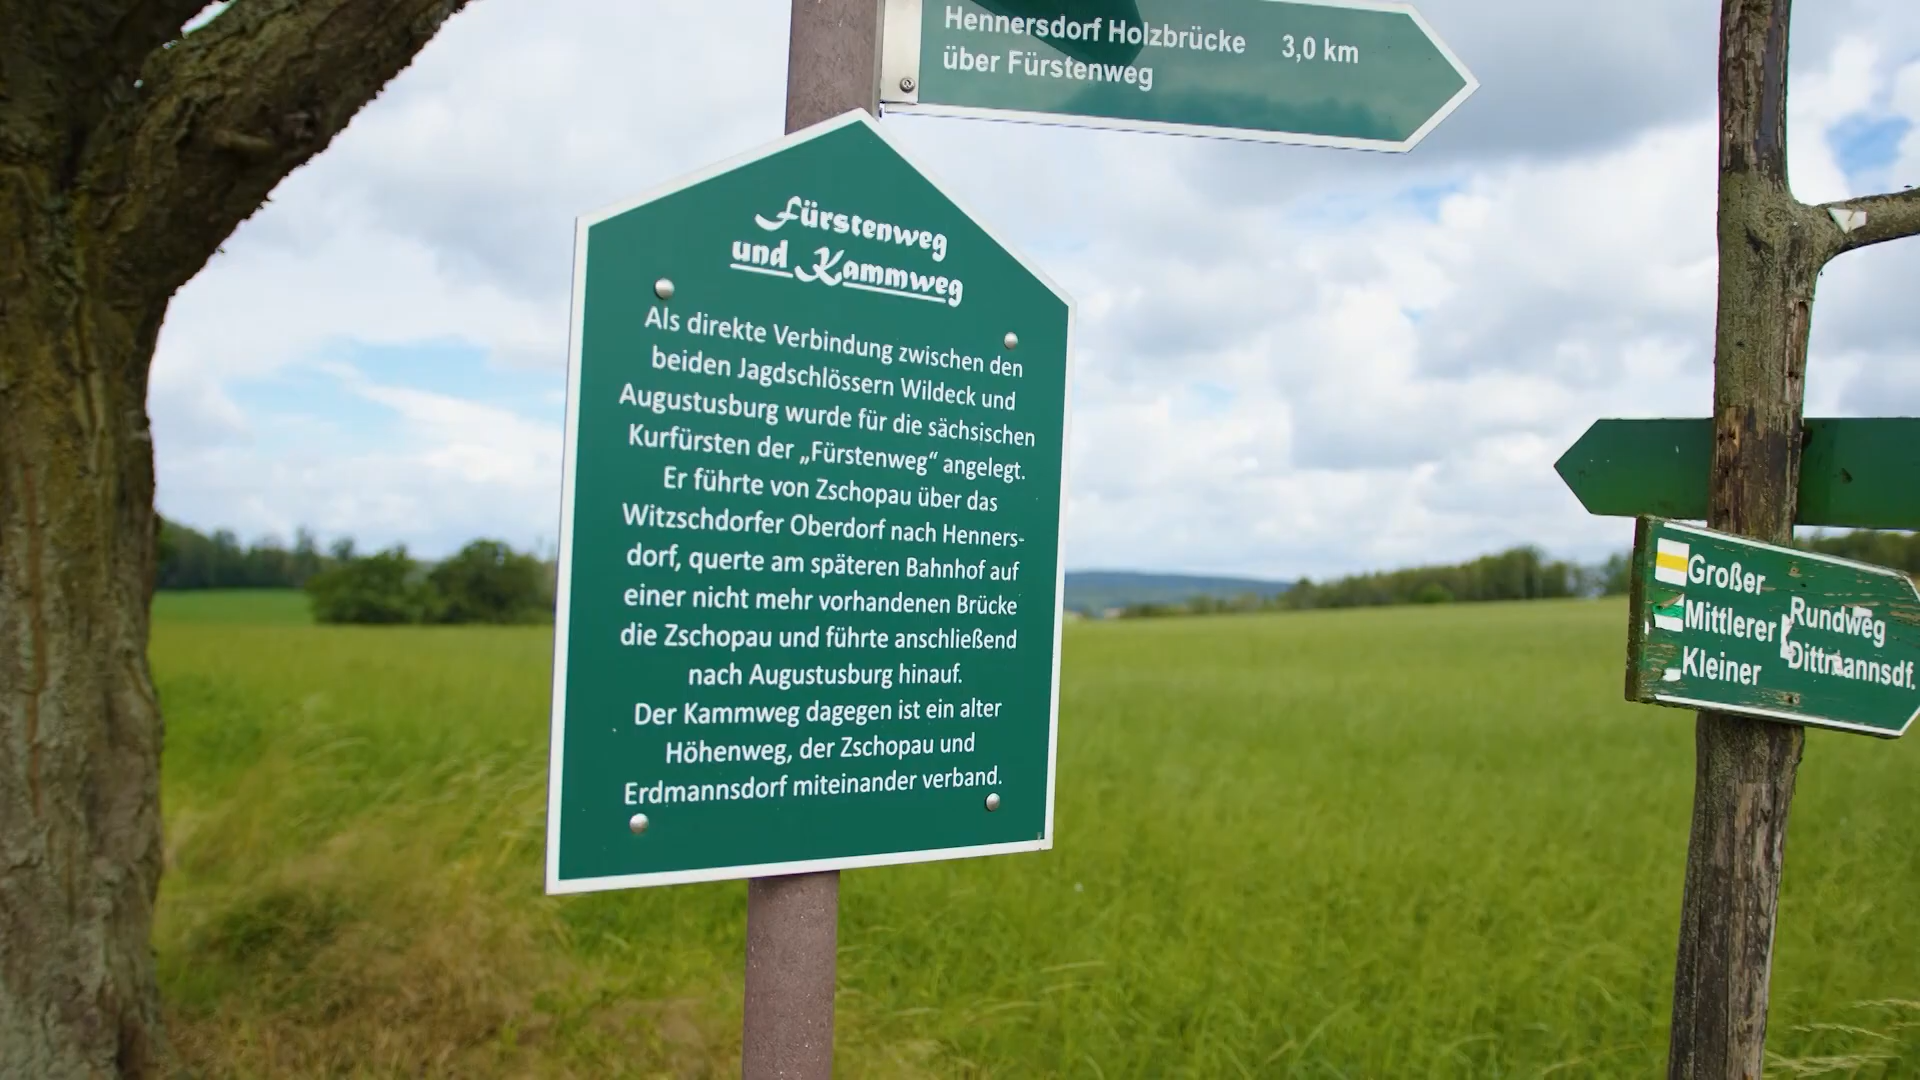 Hennersdorf Holzbrücke 3,0 km
über Fürstenweg
Fürstenweg
und Kammweg
Als direkte Verbindung zwischen den
beiden Jagdschlössern Wildeck und
Augustusburg wurde für die sächsischen
Kurfürsten der „Fürstenweg“ angelegt.
Er führte von Zschopau über das
Witzschdorfer Oberdorf nach Henners-
dorf, querte am späteren Bahnhof auf
einer nicht mehr vorhandenen Brücke
die Zschopau und führte anschließend
nach Augustusburg hinauf.
Der Kammweg dagegen ist ein alter
Höhenweg, der Zschopau und
Erdmannsdorf miteinander verband.
Großer
Mittlerer
Kleiner
Rundweg
Dittmannsdf.